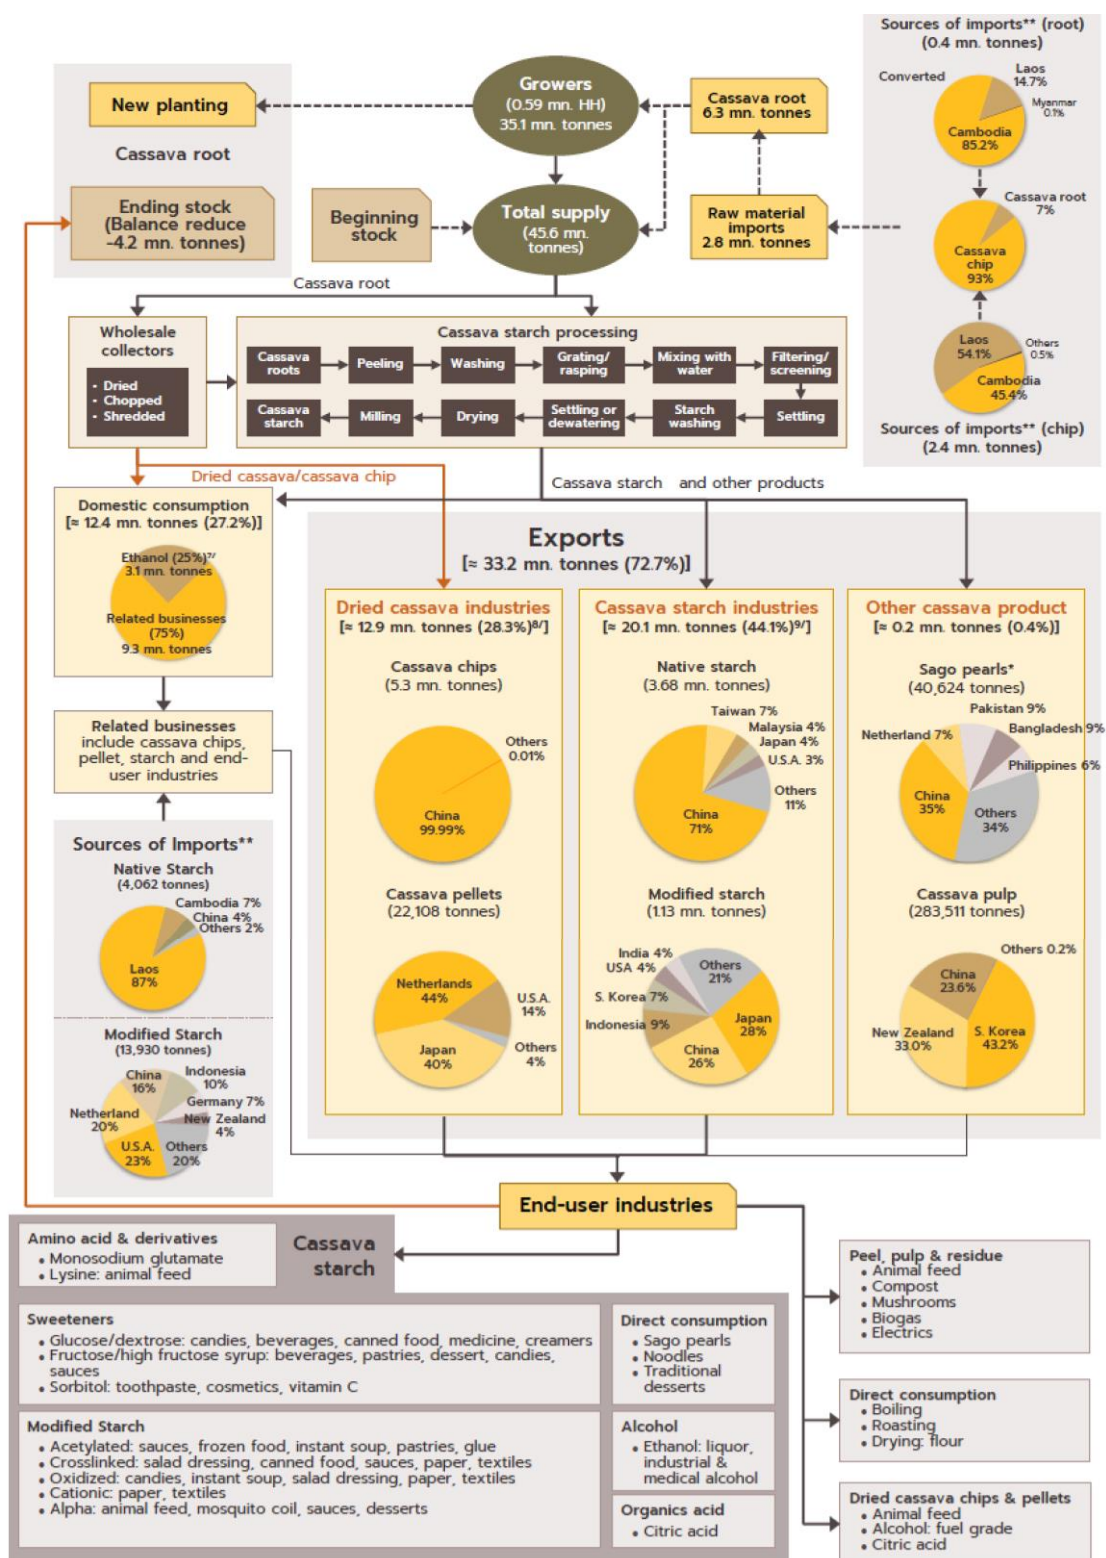 Sources of imports** (root)
(0.4 mn. tonnes)
Converted
Laos
14.7%
Myanmar
0.1%
Cambodia
85.2%
Growers
(0.59 mn. HH)
35.1 mn. tonnes
New planting
Cassava root
6.3 mn. tonnes
Cassava root
Ending stock
(Balance reduce
-4.2 mn. tonnes)
Beginning
stock
Total supply
(45.6 mn.
tonnes)
Raw material
imports
2.8 mn. tonnes
Cassava root
7%
Cassava
chip
93%
Laos
54.1%
Others
0.5%
Cambodia
45.4%
Sources of imports** (chip)
(2.4 mn. tonnes)
Cassava root
Wholesale
collectors
• Dried
• Chopped
• Shredded
Cassava starch processing
Cassava
roots
Peeling
Washing
Grating/
rasping
Mixing with
water
Filtering/
screening
Cassava
starch
Milling
Drying
Settling or
dewatering
Starch
washing
Settling
Dried cassava/cassava chip
Cassava starch and other products
Domestic consumption
[≈ 12.4 mn. tonnes (27.2%)]
Ethanol (25%)7/
3.1 mn. tonnes
Related businesses
(75%)
9.3 mn. tonnes
Related businesses
include cassava chips,
pellet, starch and end-
user industries
Sources of Imports**
Native Starch
(4,062 tonnes)
Cambodia 7%
China 4%
Others 2%
Laos
87%
Modified Starch
(13,930 tonnes)
China
16%
Indonesia
10%
Germany 7%
New Zealand
4%
Netherland
20%
U.S.A.
23%
Others
20%
Exports
[≈ 33.2 mn. tonnes (72.7%)]
Dried cassava industries
[≈ 12.9 mn. tonnes (28.3%)8/]
Cassava chips
(5.3 mn. tonnes)
Others
0.01%
China
99.99%
Cassava pellets
(22,108 tonnes)
Netherlands
44%
U.S.A.
14%
Japan
40%
Others
4%
Cassava starch industries
[≈ 20.1 mn. tonnes (44.1%)9/]
Native starch
(3.68 mn. tonnes)
Taiwan 7%
Malaysia 4%
Japan 4%
U.S.A. 3%
Others
11%
China
71%
Modified starch
(1.13 mn. tonnes)
India 4%
USA 4%
S. Korea 7%
Indonesia 9%
Others
21%
Japan
28%
China
26%
Other cassava product
[≈ 0.2 mn. tonnes (0.4%)]
Sago pearls*
(40,624 tonnes)
Pakistan 9%
Bangladesh 9%
Netherland 7%
Philippines 6%
China
35%
Others
34%
Cassava pulp
(283,511 tonnes)
Others 0.2%
China
23.6%
New Zealand
33.0%
S. Korea
43.2%
End-user industries
Cassava
starch
Amino acid & derivatives
• Monosodium glutamate
• Lysine: animal feed
Sweeteners
• Glucose/dextrose: candies, beverages, canned food, medicine, creamers
• Fructose/high fructose syrup: beverages, pastries, dessert, candies,
sauces
• Sorbitol: toothpaste, cosmetics, vitamin C
Modified Starch
• Acetylated: sauces, frozen food, instant soup, pastries, glue
• Crosslinked: salad dressing, canned food, sauces, paper, textiles
• Oxidized: candies, instant soup, salad dressing, paper, textiles
• Cationic: paper, textiles
• Alpha: animal feed, mosquito coil, sauces, desserts
Direct consumption
• Sago pearls
• Noodles
• Traditional
desserts
Alcohol
• Ethanol: liquor,
industrial &
medical alcohol
Organics acid
• Citric acid
Peel, pulp & residue
• Animal feed
• Compost
• Mushrooms
• Biogas
• Electrics
Direct consumption
• Boiling
• Roasting
• Drying: flour
Dried cassava chips & pellets
• Animal feed
• Alcohol: fuel grade
• Citric acid